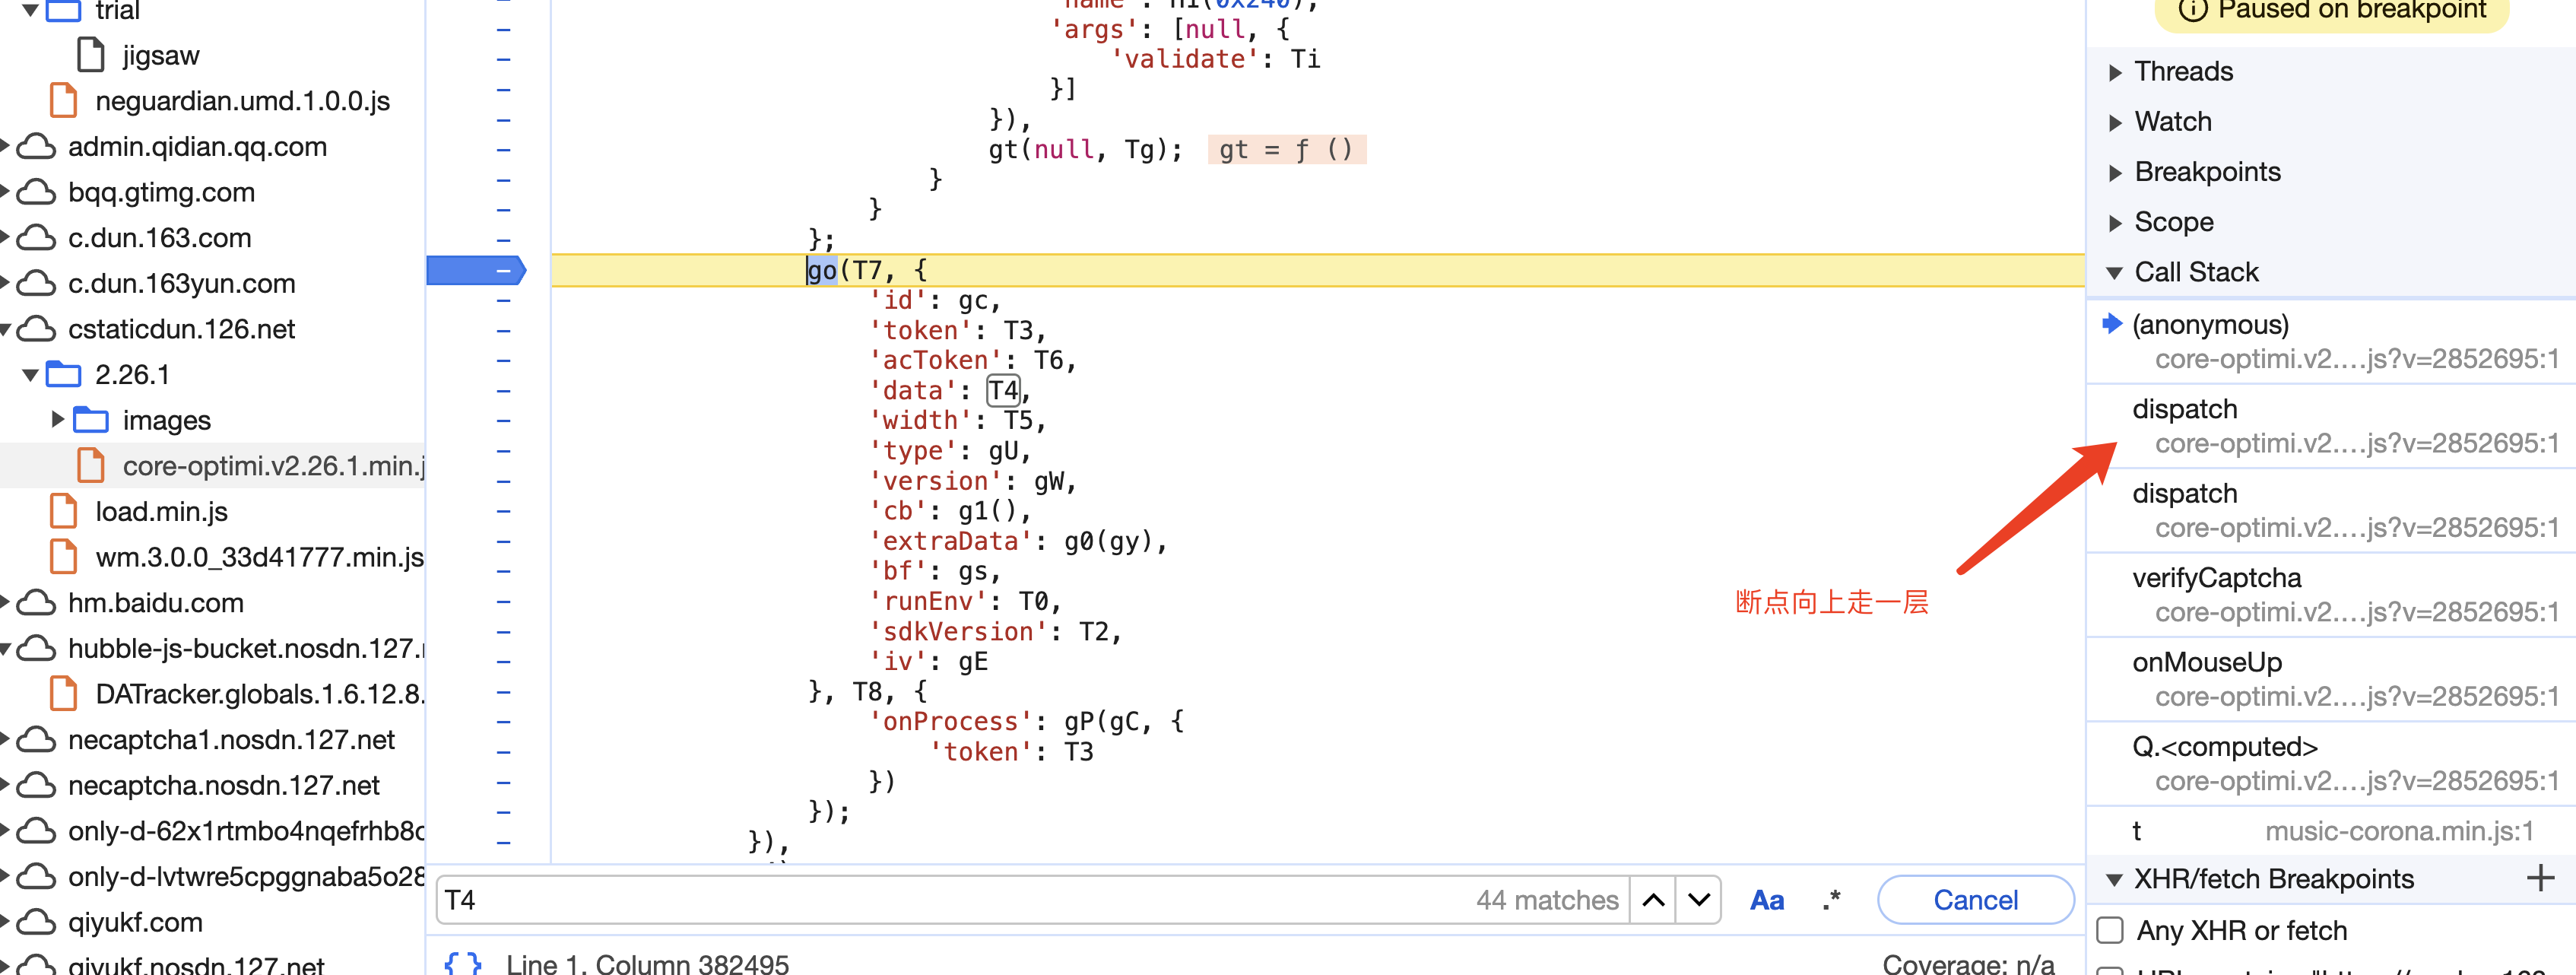 trial
jigsaw
neguardian.umd.1.0.0.js
admin.qidian.qq.com
bqq.gtimg.com
c.dun.163.com
c.dun.163yun.com
cstaticdun.126.net
2.26.1
images
core-optimi.v2.26.1.min.j
load.min.js
wm.3.0.0_33d41777.min.js
hm.baidu.com
hubble-js-bucket.nosdn.127.
DATracker.globals.1.6.12.8.
necaptcha1.nosdn.127.net
necaptcha.nosdn.127.net
only-d-62x1rtmbo4nqefrhb8c
only-d-lvtwre5cpggnaba5o28
qiyukf.com
qiyukf.nosdn.127.net
'args': [null, {
'validate': Ti
}]
}),
gt(null, Tg); gt = ƒ ()
}
}
};
go(T7, {
'id': gc,
'token': T3,
'acToken': T6,
'data': T4,
'width': T5,
'type': gU,
'version': gW,
'cb': g1(),
'extraData': g0(gy),
'bf': gs,
'runEnv': T0,
'sdkVersion': T2,
'iv': gE
}, T8, {
'onProcess': gP(gC, {
'token': T3
})
});
}),
T4 44 matches Aa .* Cancel
{ } Line 1, Column 382495 Coverage: n/a
断点向上走一层
Paused on breakpoint
Threads
Watch
Breakpoints
Scope
Call Stack
(anonymous)
core-optimi.v2....js?v=2852695:1
dispatch
core-optimi.v2....js?v=2852695:1
dispatch
core-optimi.v2....js?v=2852695:1
verifyCaptcha
core-optimi.v2....js?v=2852695:1
onMouseUp
core-optimi.v2....js?v=2852695:1
Q.<computed>
core-optimi.v2....js?v=2852695:1
t music-corona.min.js:1
XHR/fetch Breakpoints +
Any XHR or fetch